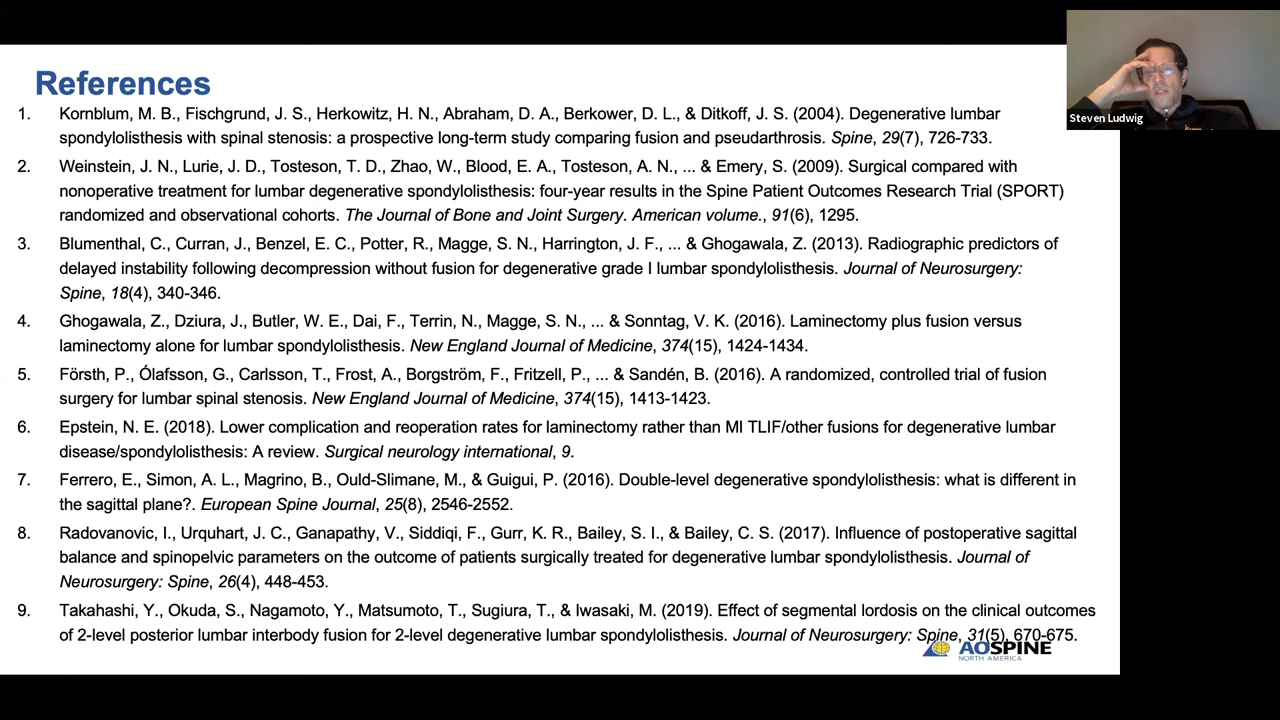 References
1. Kornblum, M. B., Fischgrund, J. S., Herkowitz, H. N., Abraham, D. A., Berkower, D. L., & Ditkoff, J. S. (2004). Degenerative lumbar
spondylolisthesis with spinal stenosis: a prospective long-term study comparing fusion and pseudarthrosis. Spine, 29(7), 726-733.
2. Weinstein, J. N., Lurie, J. D., Tosteson, T. D., Zhao, W., Blood, E. A., Tosteson, A. N., ... & Emery, S. (2009). Surgical compared with
nonoperative treatment for lumbar degenerative spondylolisthesis: four-year results in the Spine Patient Outcomes Research Trial (SPORT)
randomized and observational cohorts. The Journal of Bone and Joint Surgery. American volume., 91(6), 1295.
3. Blumenthal, C., Curran, J., Benzel, E. C., Potter, R., Magge, S. N., Harrington, J. F., ... & Ghogawala, Z. (2013). Radiographic predictors of
delayed instability following decompression without fusion for degenerative grade I lumbar spondylolisthesis. Journal of Neurosurgery:
Spine, 18(4), 340-346.
4. Ghogawala, Z., Dziura, J., Butler, W. E., Dai, F., Terrin, N., Magge, S. N., ... & Sonntag, V. K. (2016). Laminectomy plus fusion versus
laminectomy alone for lumbar spondylolisthesis. New England Journal of Medicine, 374(15), 1424-1434.
5. Försth, P., Ólafsson, G., Carlsson, T., Frost, A., Borgström, F., Fritzell, P., ... & Sandén, B. (2016). A randomized, controlled trial of fusion
surgery for lumbar spinal stenosis. New England Journal of Medicine, 374(15), 1413-1423.
6. Epstein, N. E. (2018). Lower complication and reoperation rates for laminectomy rather than MI TLIF/other fusions for degenerative lumbar
disease/spondylolisthesis: A review. Surgical neurology international, 9.
7. Ferrero, E., Simon, A. L., Magrino, B., Ould-Slimane, M., & Guigui, P. (2016). Double-level degenerative spondylolisthesis: what is different in
the sagittal plane?. European Spine Journal, 25(8), 2546-2552.
8. Radovanovic, I., Urquhart, J. C., Ganapathy, V., Siddiqi, F., Gurr, K. R., Bailey, S. I., & Bailey, C. S. (2017). Influence of postoperative sagittal
balance and spinopelvic parameters on the outcome of patients surgically treated for degenerative lumbar spondylolisthesis. Journal of
Neurosurgery: Spine, 26(4), 448-453.
9. Takahashi, Y., Okuda, S., Nagamoto, Y., Matsumoto, T., Sugiura, T., & Iwasaki, M. (2019). Effect of segmental lordosis on the clinical outcomes
of 2-level posterior lumbar interbody fusion for 2-level degenerative lumbar spondylolisthesis. Journal of Neurosurgery: Spine, 31(5), 670-675.
AOSPINE
NORTH AMERICA
Steven Ludwig